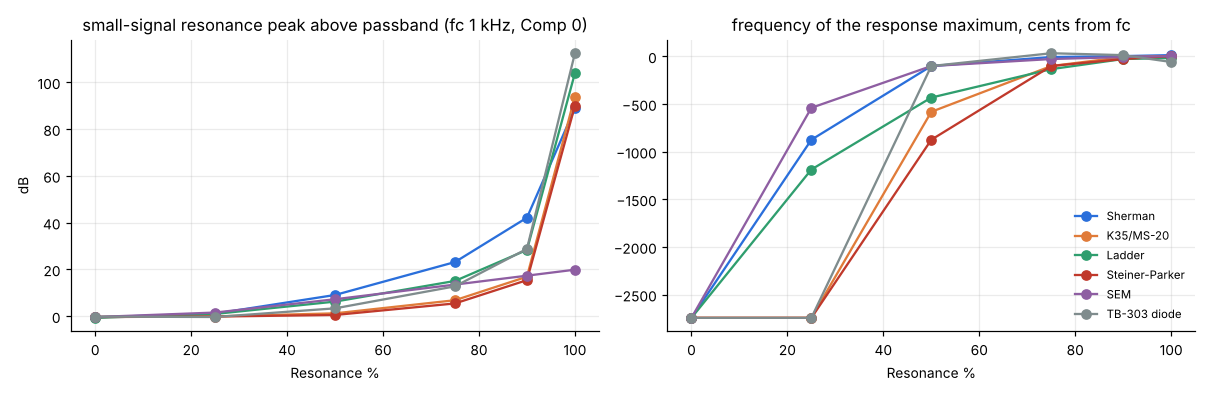 small-signal resonance peak above passband (fc 1 kHz, Comp 0)
dB
100
80
60
40
20
0
0 20 40 60 80 100
Resonance %
frequency of the response maximum, cents from fc
0
−500
−1000
−1500
−2000
−2500
0 20 40 60 80 100
Resonance %
Sherman
K35/MS-20
Ladder
Steiner-Parker
SEM
TB-303 diode